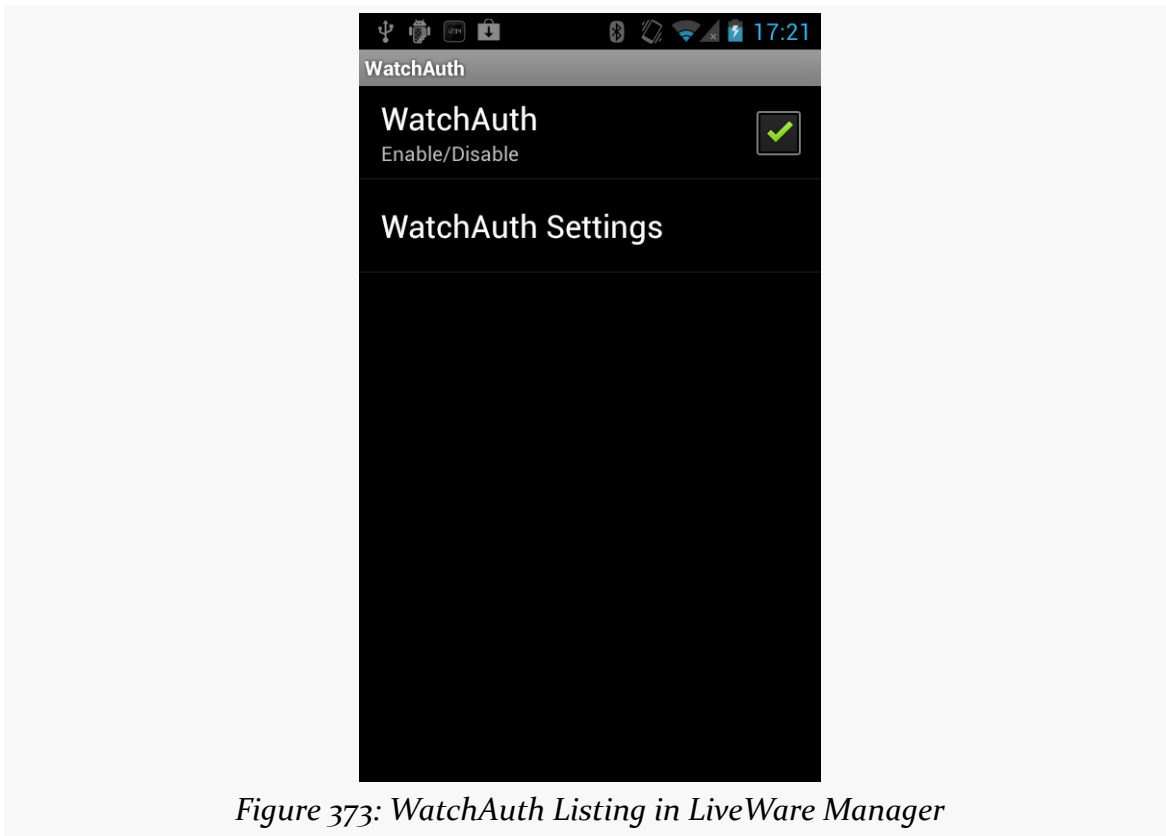 17:21
WatchAuth
WatchAuth
Enable/Disable
WatchAuth Settings
Figure 373: WatchAuth Listing in LiveWare Manager